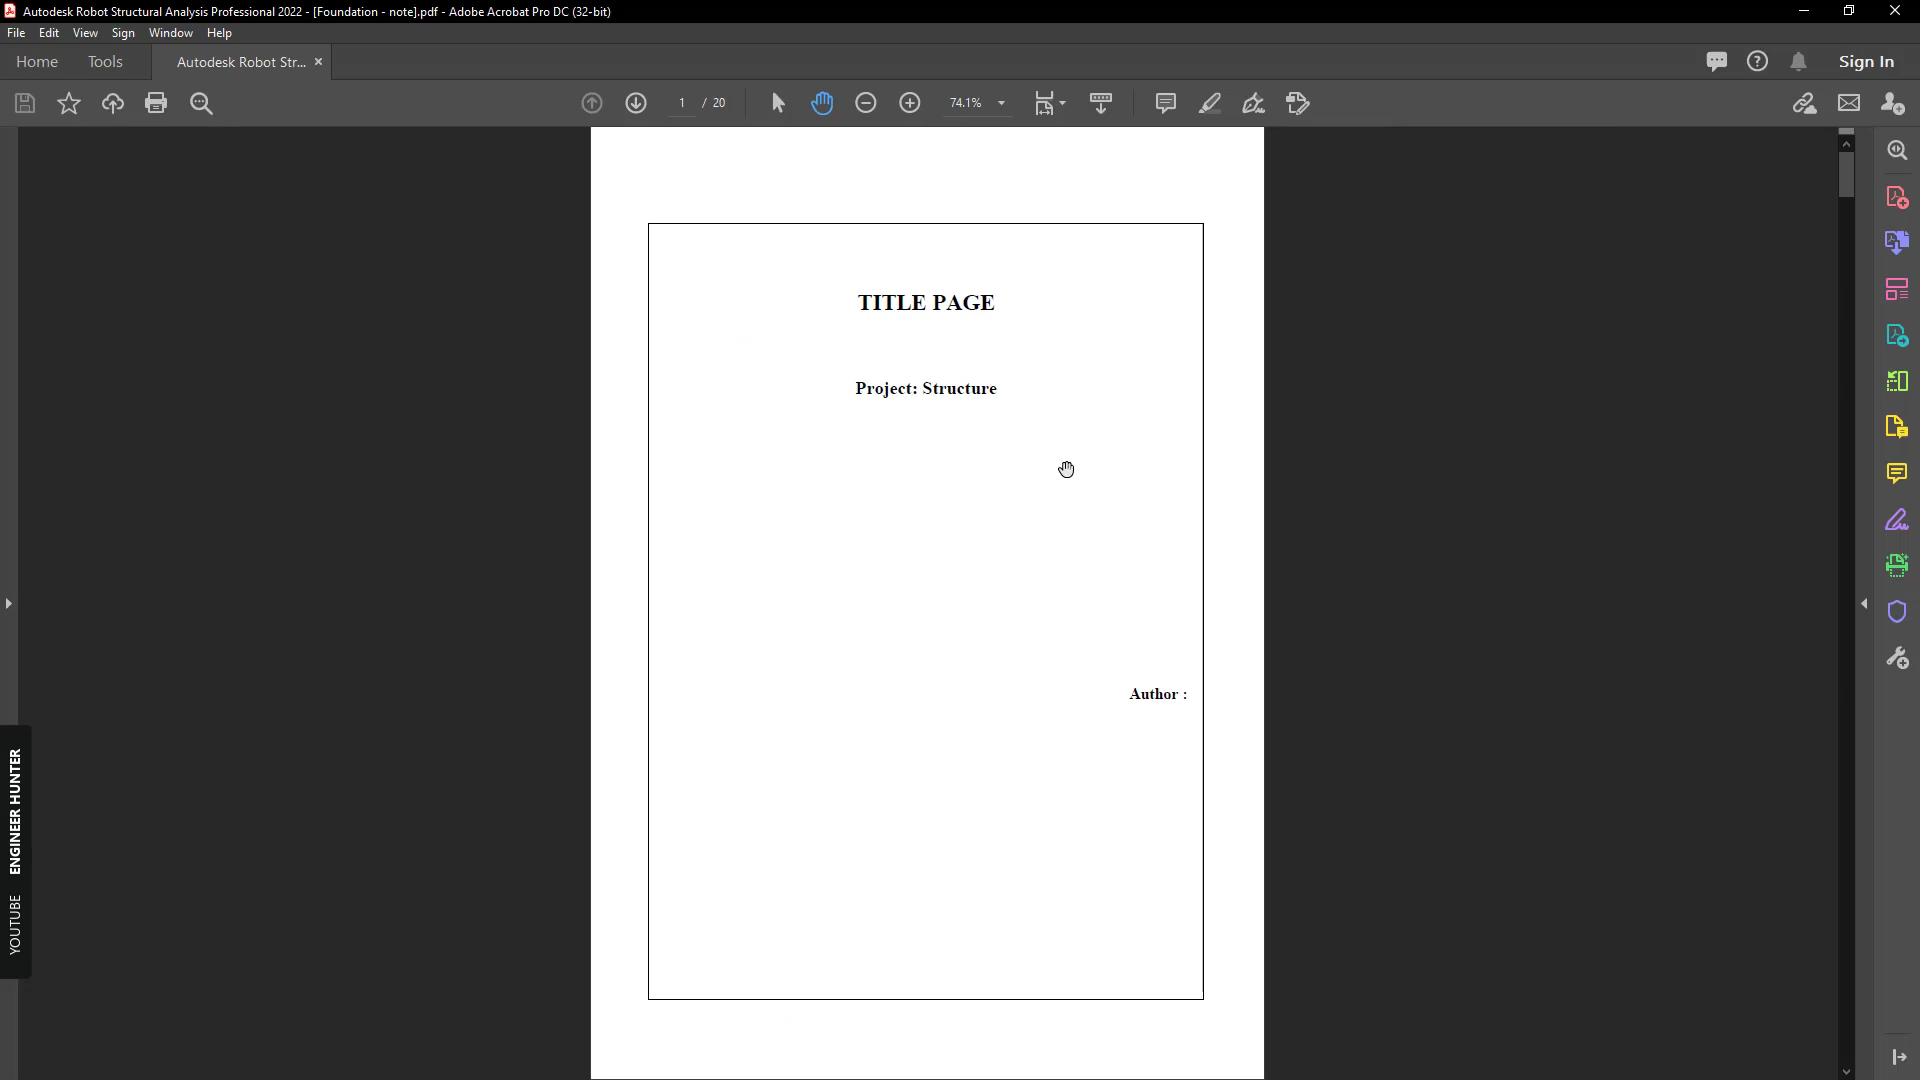 Autodesk Robot Structural Analysis Professional 2022 - [Foundation - note].pdf - Adobe Acrobat Pro DC (32-bit)
File Edit View Sign Window Help
Home Tools Autodesk Robot Str... Sign In
1 / 20 74.1%
TITLE PAGE
Project: Structure
Author :
YOUTUBE ENGINEER HUNTER